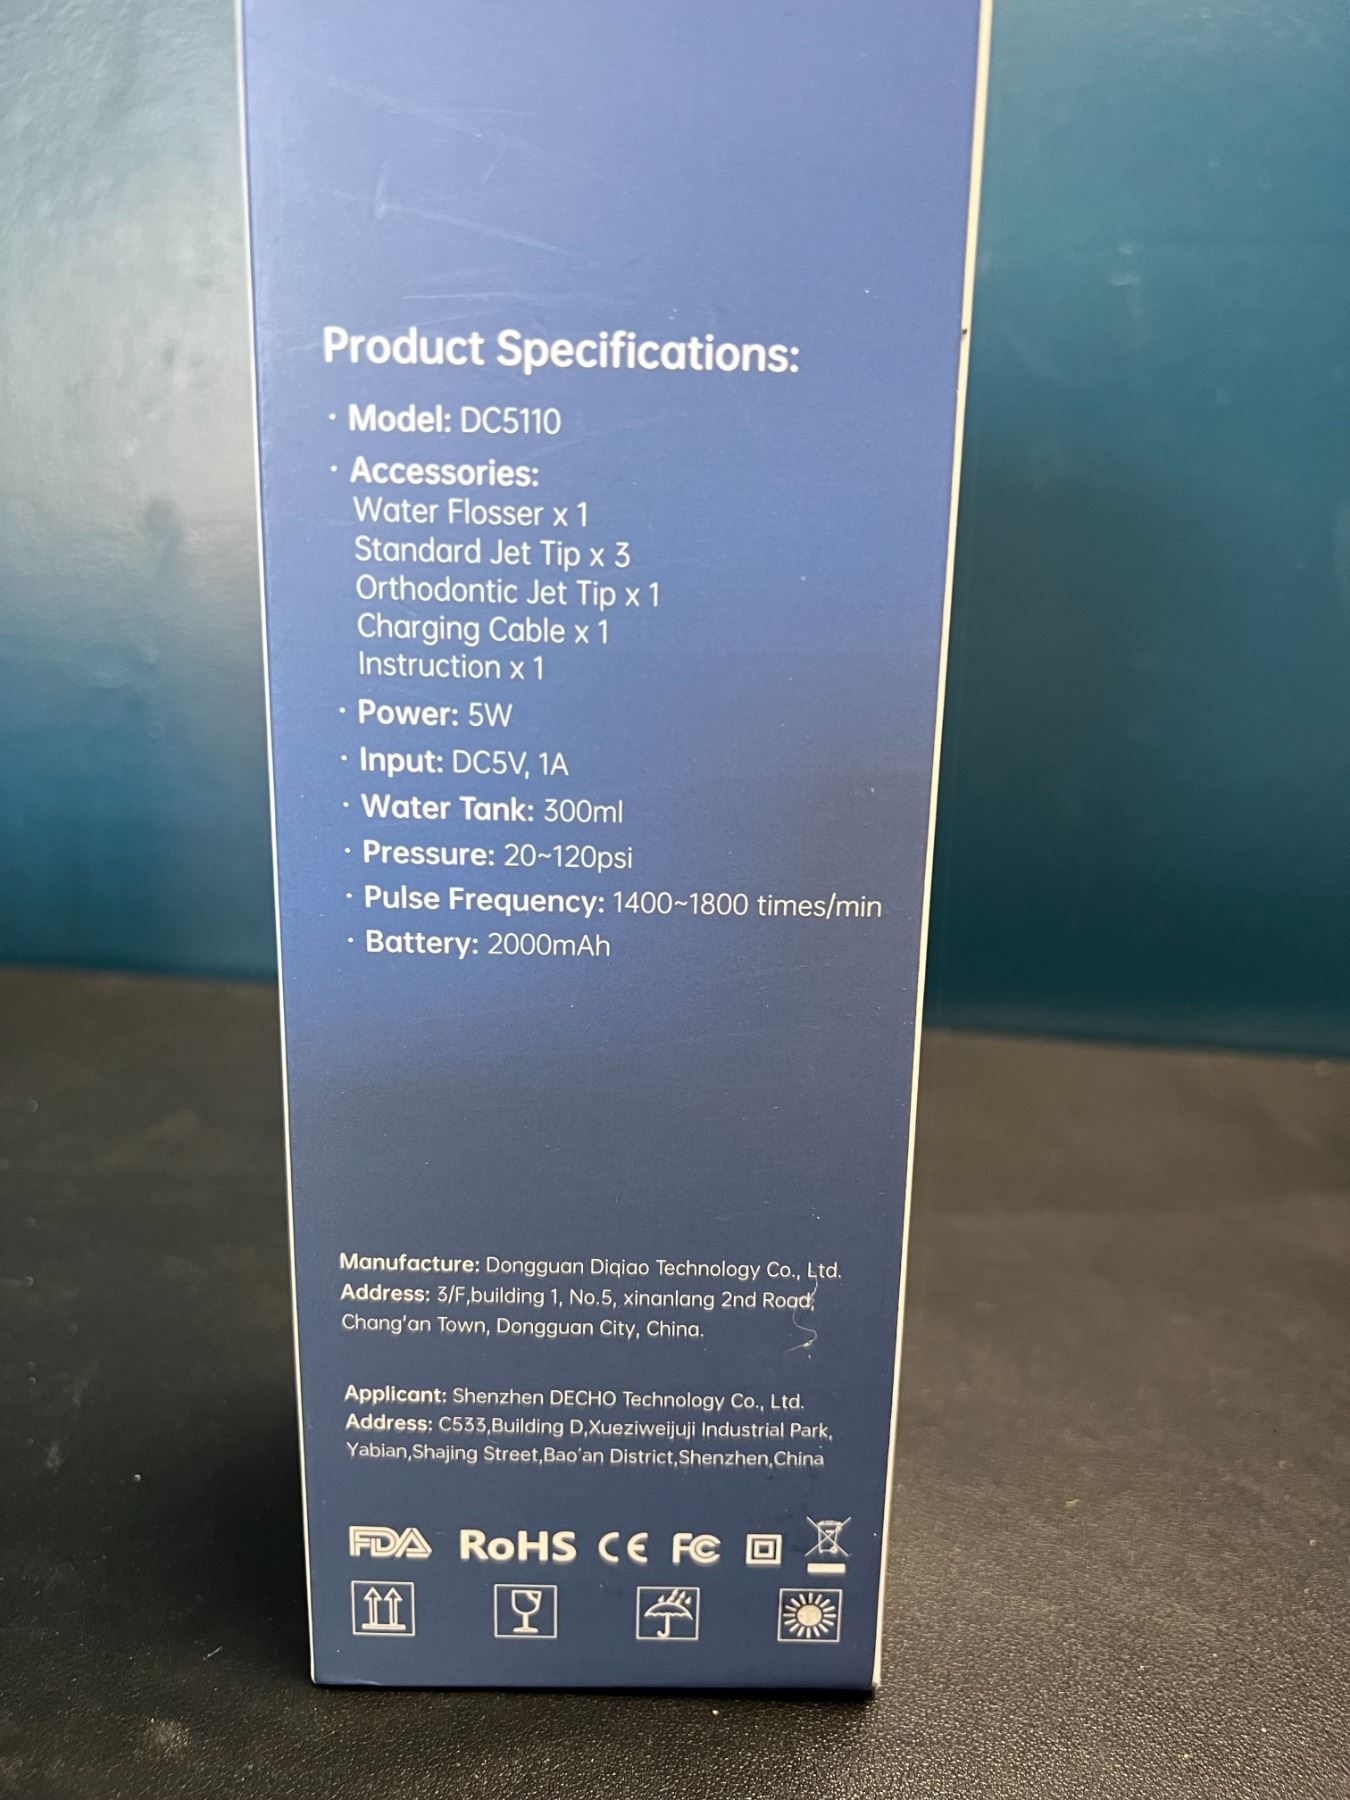 Product Specifications:
· Model: DC5110
· Accessories:
Water Flosser x 1
Standard Jet Tip x 3
Orthodontic Jet Tip x 1
Charging Cable x 1
Instruction x 1
· Power: 5W
· Input: DC5V, 1A
· Water Tank: 300ml
· Pressure: 20~120psi
· Pulse Frequency: 1400~1800 times/min
· Battery: 2000mAh
Manufacture: Dongguan Diqiao Technology Co., Ltd.
Address: 3/F,building 1, No.5, xinanlang 2nd Road,
Chang'an Town, Dongguan City, China.
Applicant: Shenzhen DECHO Technology Co., Ltd.
Address: C533,Building D,Xueziweijuji Industrial Park,
Yabian,Shajing Street,Bao'an District,Shenzhen,China
FDA RoHS CE FC